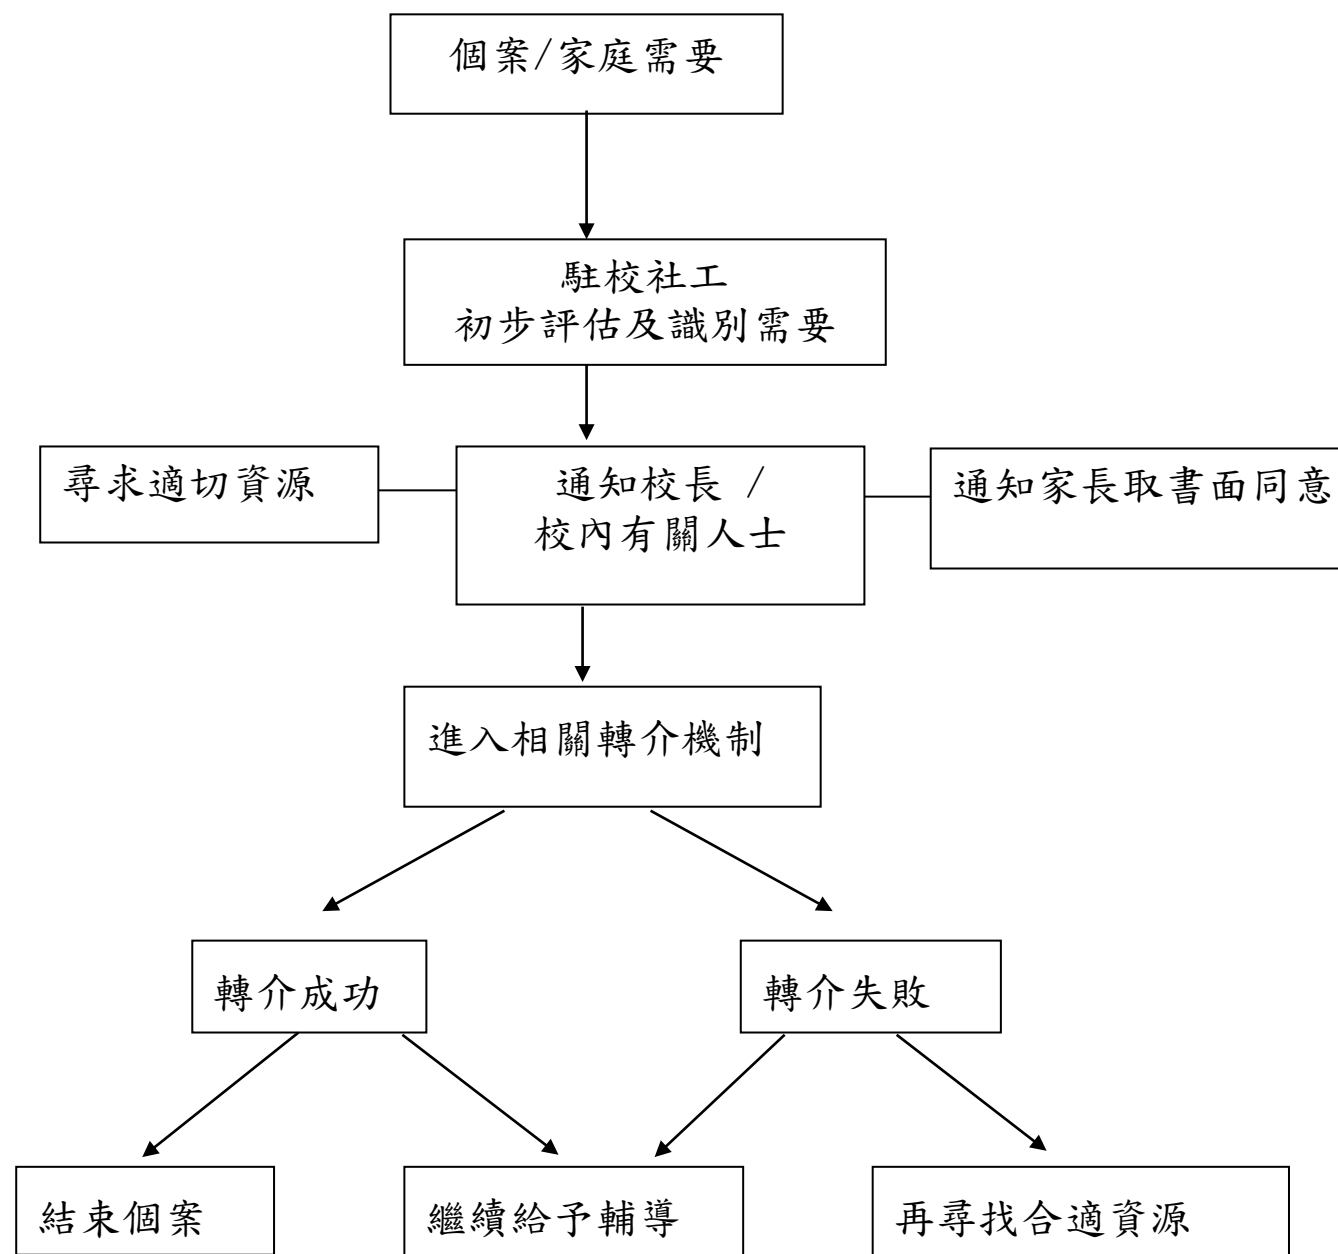 個案/家庭需要
駐校社工
初步評估及識別需要
尋求適切資源
通知校長 /
校內有關人士
通知家長取書面同意
進入相關轉介機制
轉介成功
轉介失敗
結束個案
繼續給予輔導
再尋找合適資源